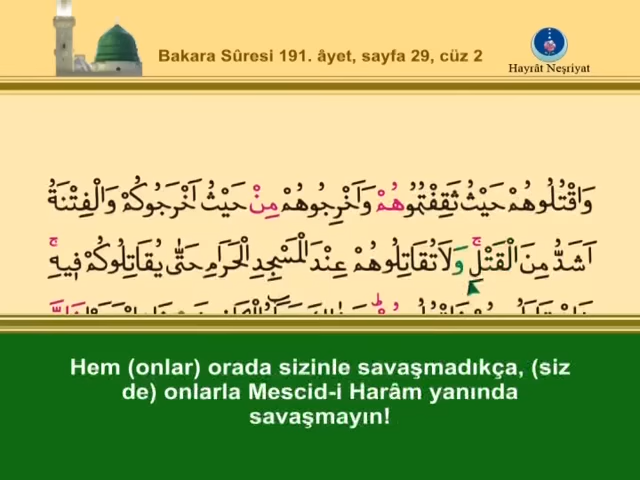 Bakara Sûresi 191. âyet, sayfa 29, cüz 2
Hayrât Neşriyat
وَاقْتُلُوهُمْ حَيْثُ ثَقِفْتُمُوهُمْ وَاَخْرِجُوهُمْ مِنْ حَيْثُ اَخْرَجُوكُمْ وَالْفِتْنَةُ
اَشَدُّ مِنَ الْقَتْلِۚ وَلَا تُقَاتِلُوهُمْ عِنْدَ الْمَسْجِدِ الْحَرَامِ حَتّٰى يُقَاتِلُوكُمْ فٖيهِۚ
Hem (onlar) orada sizinle savaşmadıkça, (siz
de) onlarla Mescid-i Harâm yanında
savaşmayın!